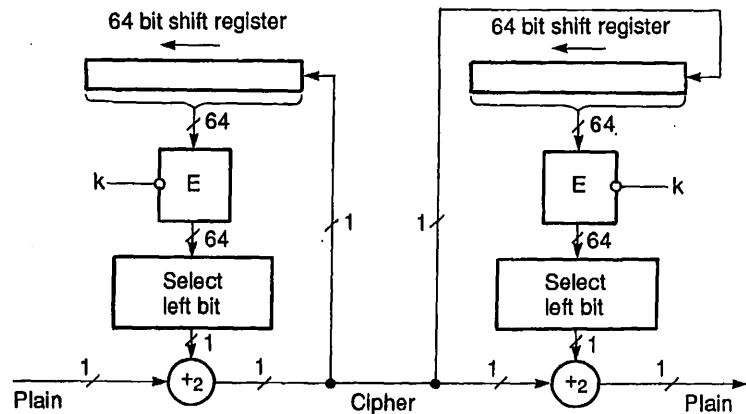 64 bit shift register
64 bit shift register
64
64
k
E
E
k
1
1
64
64
Select
left bit
Select
left bit
1
1
1
+2
1
1
+2
1
Plain
Cipher
Plain